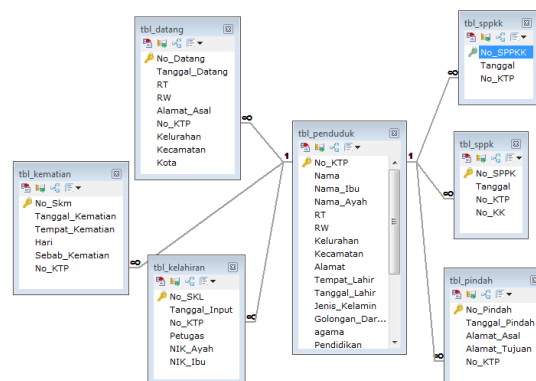 tbl_datang
No_Datang
Tanggal_Datang
RT
RW
Alamat_Asal
No_KTP
Kelurahan
Kecamatan
Kota
tbl_kematian
No_Skm
Tanggal_Kematian
Tempat_Kematian
Hari
Sebab_Kematian
No_KTP
tbl_kelahiran
No_SKL
Tanggal_Input
No_KTP
Petugas
NIK_Ayah
NIK_Ibu
tbl_penduduk
No_KTP
Nama
Nama_Ibu
Nama_Ayah
RT
RW
Kelurahan
Kecamatan
Alamat
Tempat_Lahir
Tanggal_Lahir
Jenis_Kelamin
Golongan_Dar...
agama
Pendidikan
tbl_sppkk
No_SPPKK
Tanggal
No_KTP
tbl_sppk
No_SPPK
Tanggal
No_KTP
No_KK
tbl_pindah
No_Pindah
Tanggal_Pindah
Alamat_Asal
Alamat_Tujuan
No_KTP
∞
∞
∞
1
1
∞
∞
∞